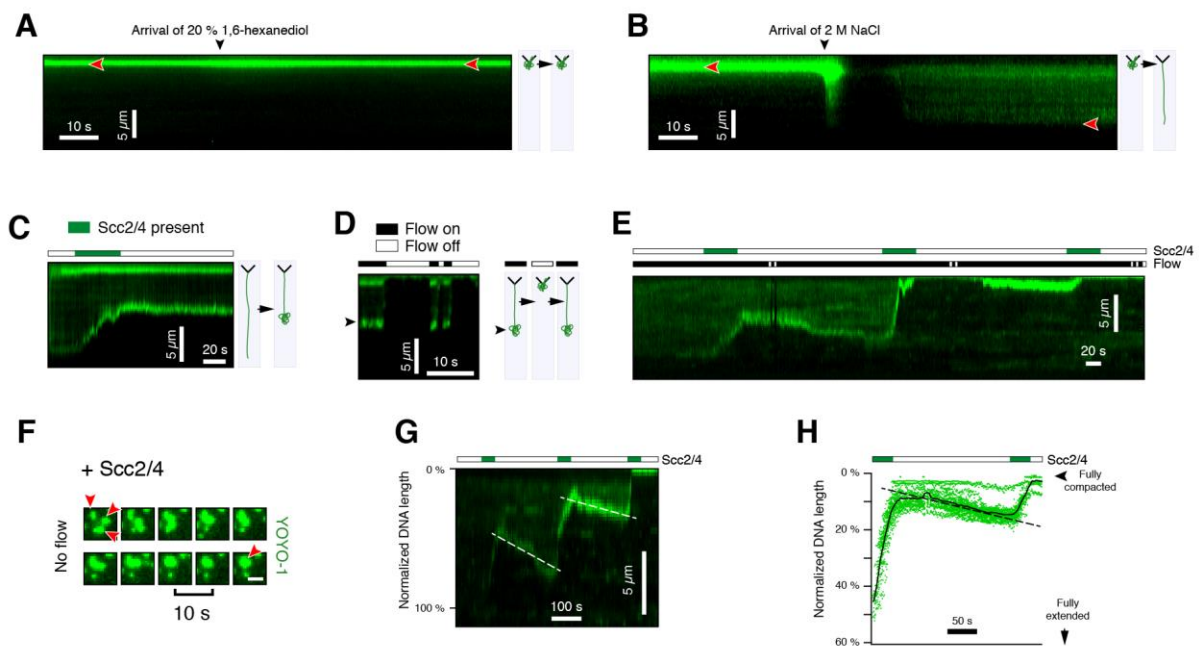 A
Arrival of 20 % 1,6-hexanediol
10 s
5 µm
B
Arrival of 2 M NaCl
10 s
5 µm
C
Scc2/4 present
5 µm
20 s
D
Flow on
Flow off
5 µm
10 s
E
Scc2/4
Flow
5 µm
20 s
F
+ Scc2/4
No flow
YOYO-1
10 s
G
Scc2/4
Normalized DNA length
0 %
100 %
100 s
5 µm
H
Scc2/4
Normalized DNA length
0 %
20 %
40 %
60 %
Fully
compacted
Fully
extended
50 s